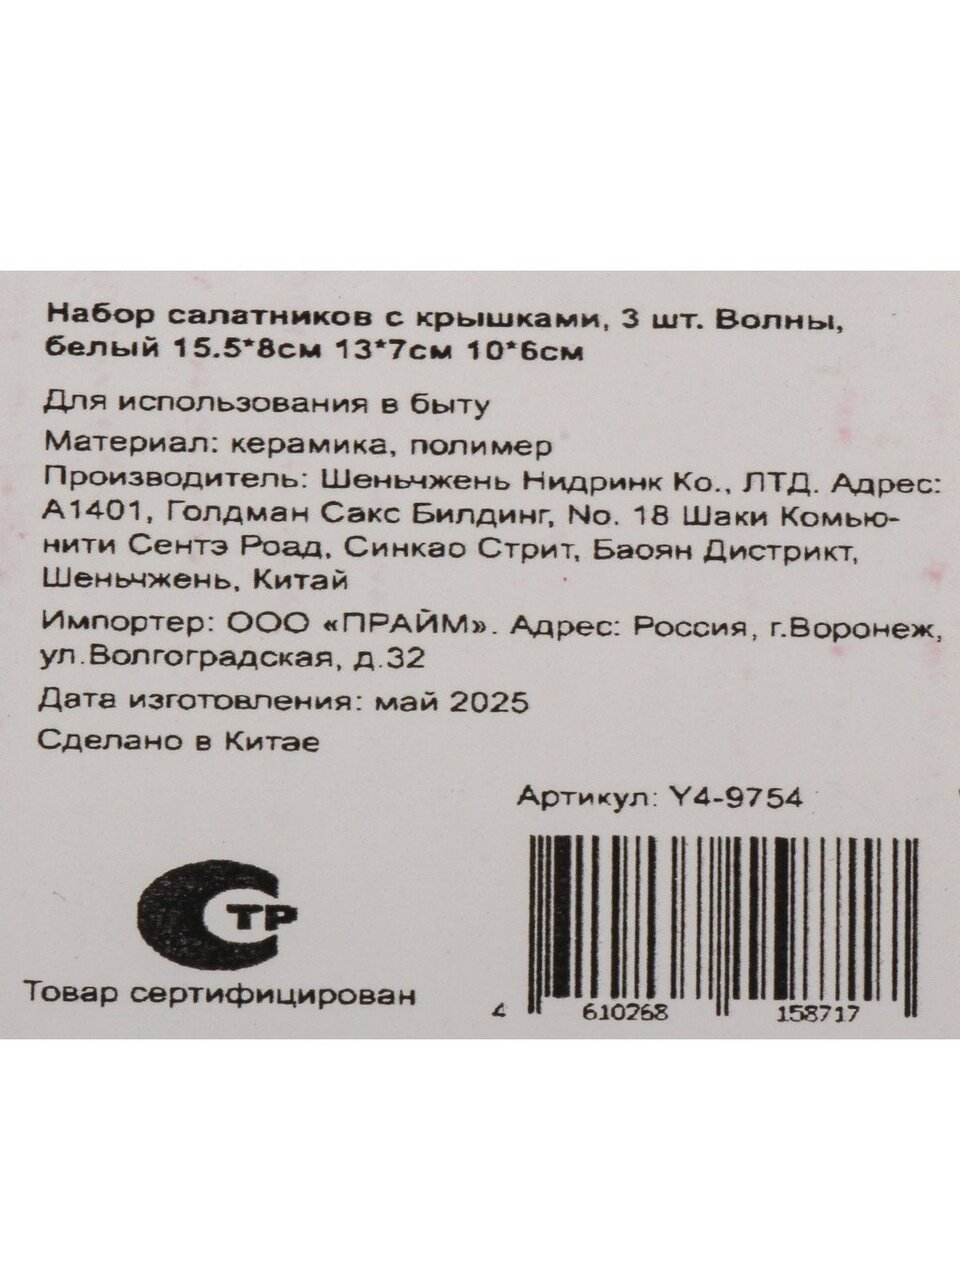 Набор салатников с крышками, 3 шт. Волны,
белый 15.5*8см 13*7см 10*6см
Для использования в быту
Материал: керамика, полимер
Производитель: Шеньчжень Нидринк Ко., ЛТД. Адрес:
А1401, Голдман Сакс Билдинг, No. 18 Шаки Комью-
нити Сентэ Роад, Синкао Стрит, Баоян Дистрикт,
Шеньчжень, Китай
Импортер: ООО «ПРАЙМ». Адрес: Россия, г.Воронеж,
ул.Волгоградская, д.32
Дата изготовления: май 2025
Сделано в Китае
Артикул: Y4-9754
ТР
Товар сертифицирован
4 610268 158717